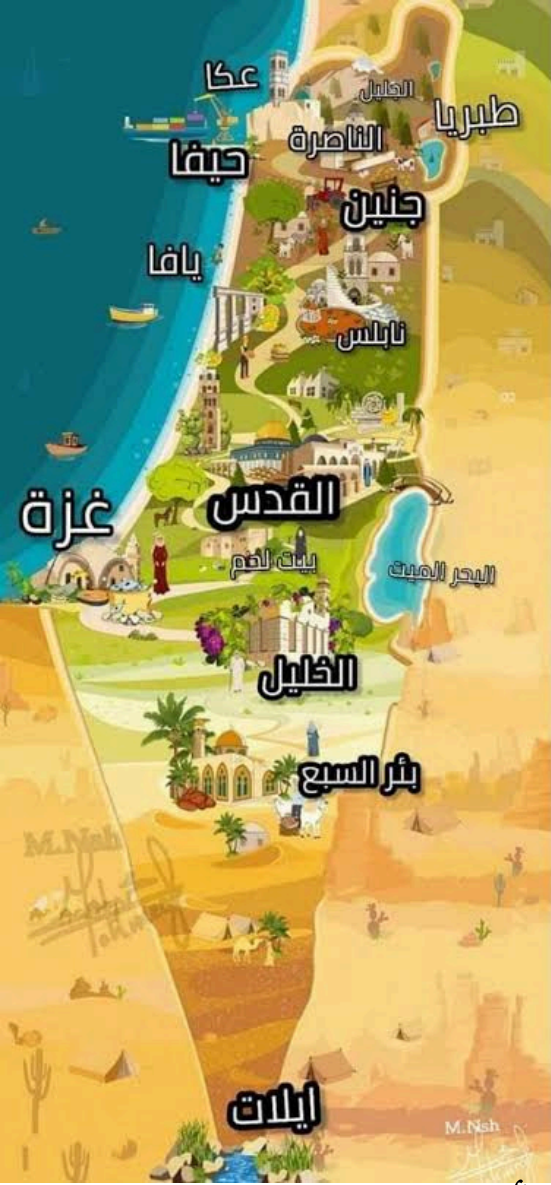 عكا
الجليل
طبريا
الناصرة
حيفا
جنين
يافا
نابلس
القدس
غزة
بيت لحم
البحر الميت
الخليل
بئر السبع
M.Nsh
ايلات
M.Nsh